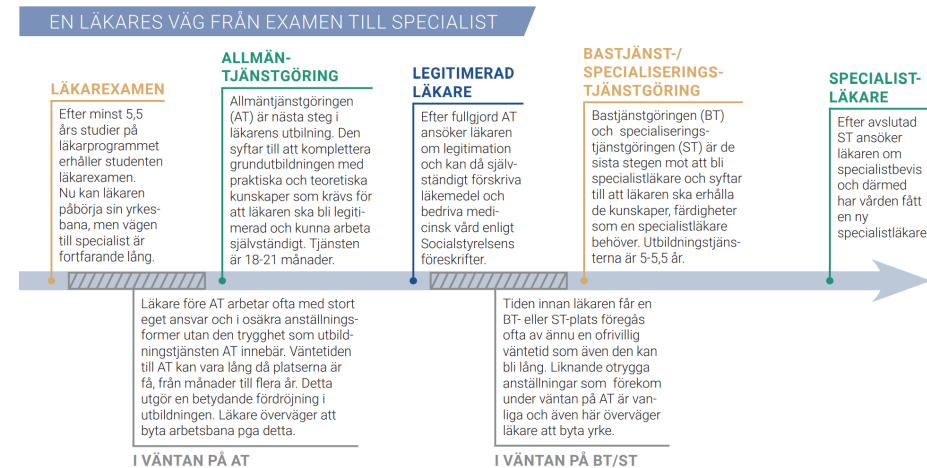 EN LÄKARES VÄG FRÅN EXAMEN TILL SPECIALIST
LÄKAREXAMEN
Efter minst 5,5
års studier på
läkarprogrammet
erhåller studenten
läkarexamen.
Nu kan läkaren
påbörja sin yrkes-
bana, men vägen
till specialist är
fortfarande lång.
ALLMÄN-
TJÄNSTGÖRING
Allmäntjänstgöringen
(AT) är nästa steg i
läkarens utbilning. Den
syftar till att komplettera
grundutbildningen med
praktiska och teoretiska
kunskaper som krävs för
att läkaren ska bli legiti-
merad och kunna arbeta
självständigt. Tjänsten
är 18-21 månader.
LEGITIMERAD
LÄKARE
Efter fullgjord AT
ansöker läkaren
om legitimation
och kan då själv-
ständigt förskriva
läkemedel och
bedriva medi-
cinsk vård enligt
Socialstyrelsens
föreskrifter.
BASTJÄNST-/
SPECIALISERINGS-
TJÄNSTGÖRING
Bastjänstgöringen (BT)
och specialiserings-
tjänstgöringen (ST) är de
sista stegen mot att bli
specialistläkare och syftar
till att läkaren ska erhålla
de kunskaper, färdigheter
som en specialistläkare
behöver. Utbildningstjäns-
terna är 5-5,5 år.
SPECIALIST-
LÄKARE
Efter avslutad
ST ansöker
läkaren om
specialistbevis
och därmed
har vården fått
en ny
specialistläkare
Läkare före AT arbetar ofta med stort
eget ansvar och i osäkra anställnings-
former utan den trygghet som utbild-
ningstjänsten AT innebär. Väntetiden
till AT kan vara lång då platserna är
få, från månader till flera år. Detta
utgör en betydande fördröjning i
utbildningen. Läkare överväger att
byta arbetsbana pga detta.
I VÄNTAN PÅ AT
Tiden innan läkaren får en
BT- eller ST-plats föregås
ofta av ännu en ofrivillig
väntetid som även den kan
bli lång. Liknande otrygga
anställningar som förekom
under väntan på AT är van-
liga och även här överväger
läkare att byta yrke.
I VÄNTAN PÅ BT/ST